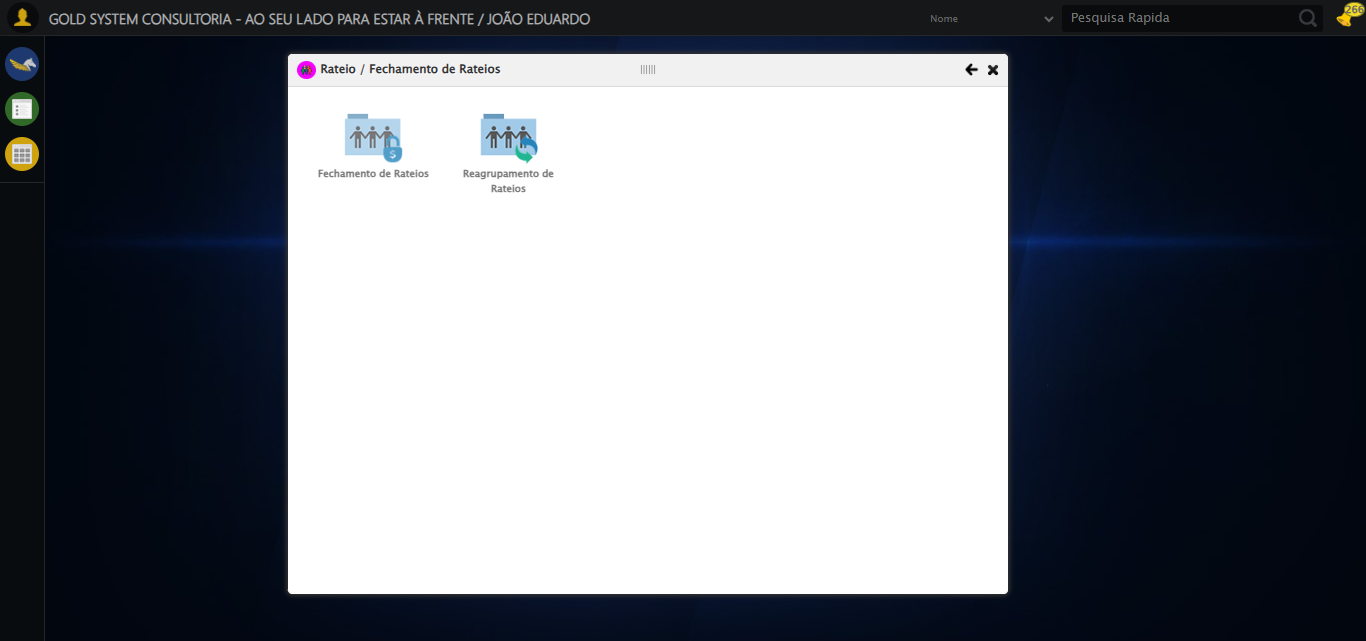 GOLD SYSTEM CONSULTORIA - AO SEU LADO PARA ESTAR À FRENTE / JOÃO EDUARDO
Nome
Pesquisa Rapida
266
Rateio / Fechamento de Rateios
$
Fechamento de Rateios
Reagrupamento de
Rateios